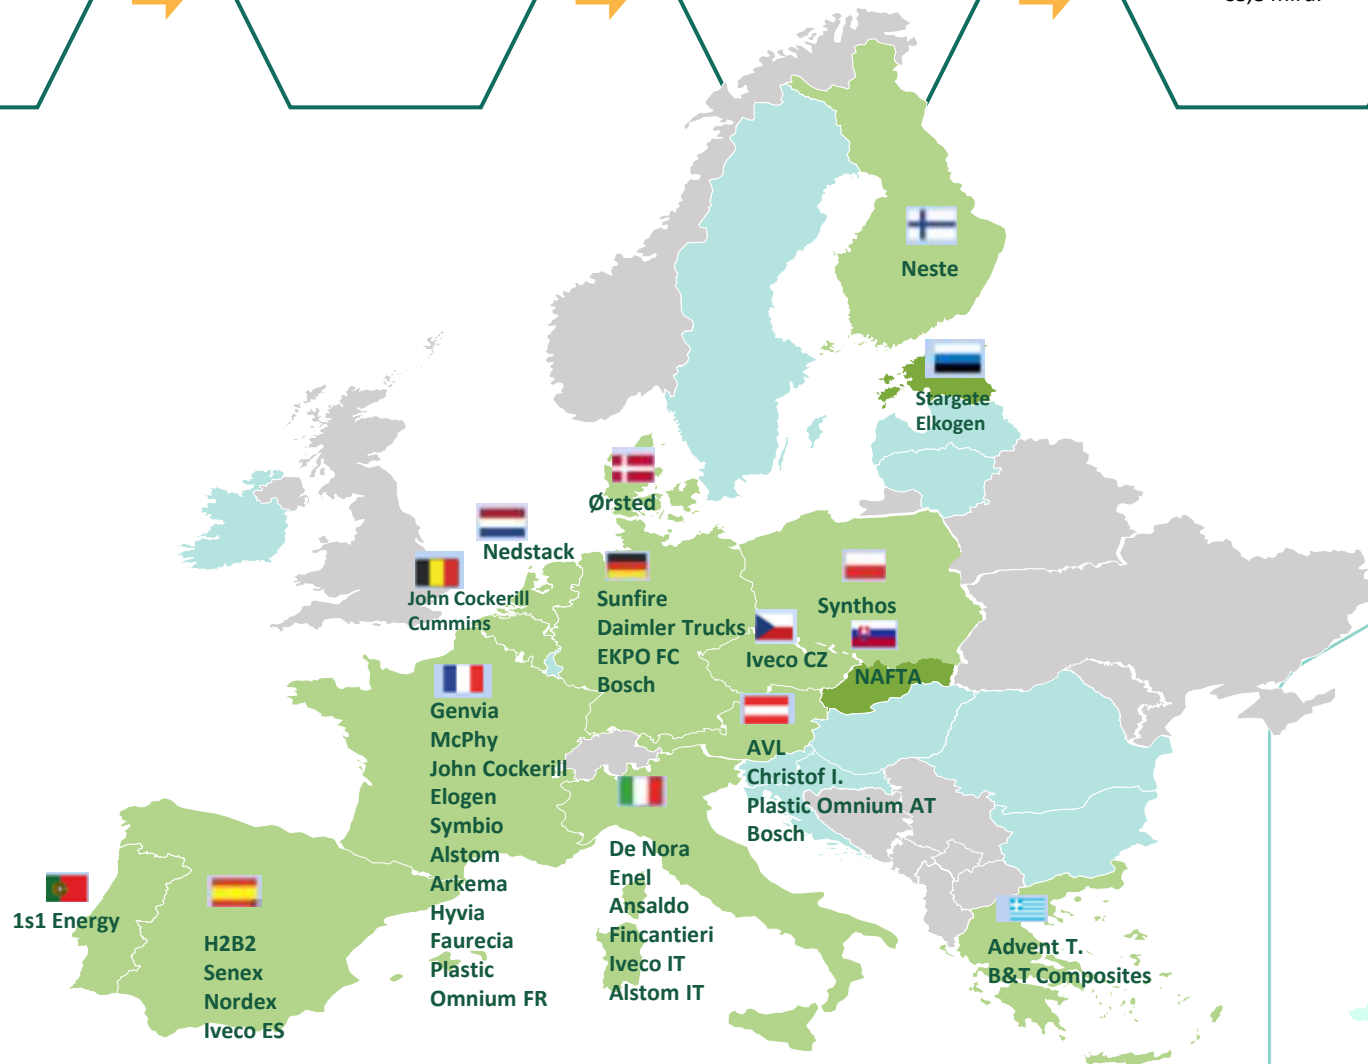 Neste
Stargate
Elkogen
Ørsted
Nedstack
John Cockerill
Cummins
Sunfire
Daimler Trucks
EKPO FC
Bosch
Synthos
Iveco CZ
NAFTA
Genvia
McPhy
John Cockerill
Elogen
Symbio
Alstom
Arkema
Hyvia
Faurecia
Plastic
Omnium FR
AVL
Christof I.
Plastic Omnium AT
Bosch
De Nora
Enel
Ansaldo
Fincantieri
Iveco IT
Alstom IT
1s1 Energy
H2B2
Senex
Nordex
Iveco ES
Advent T.
B&T Composites